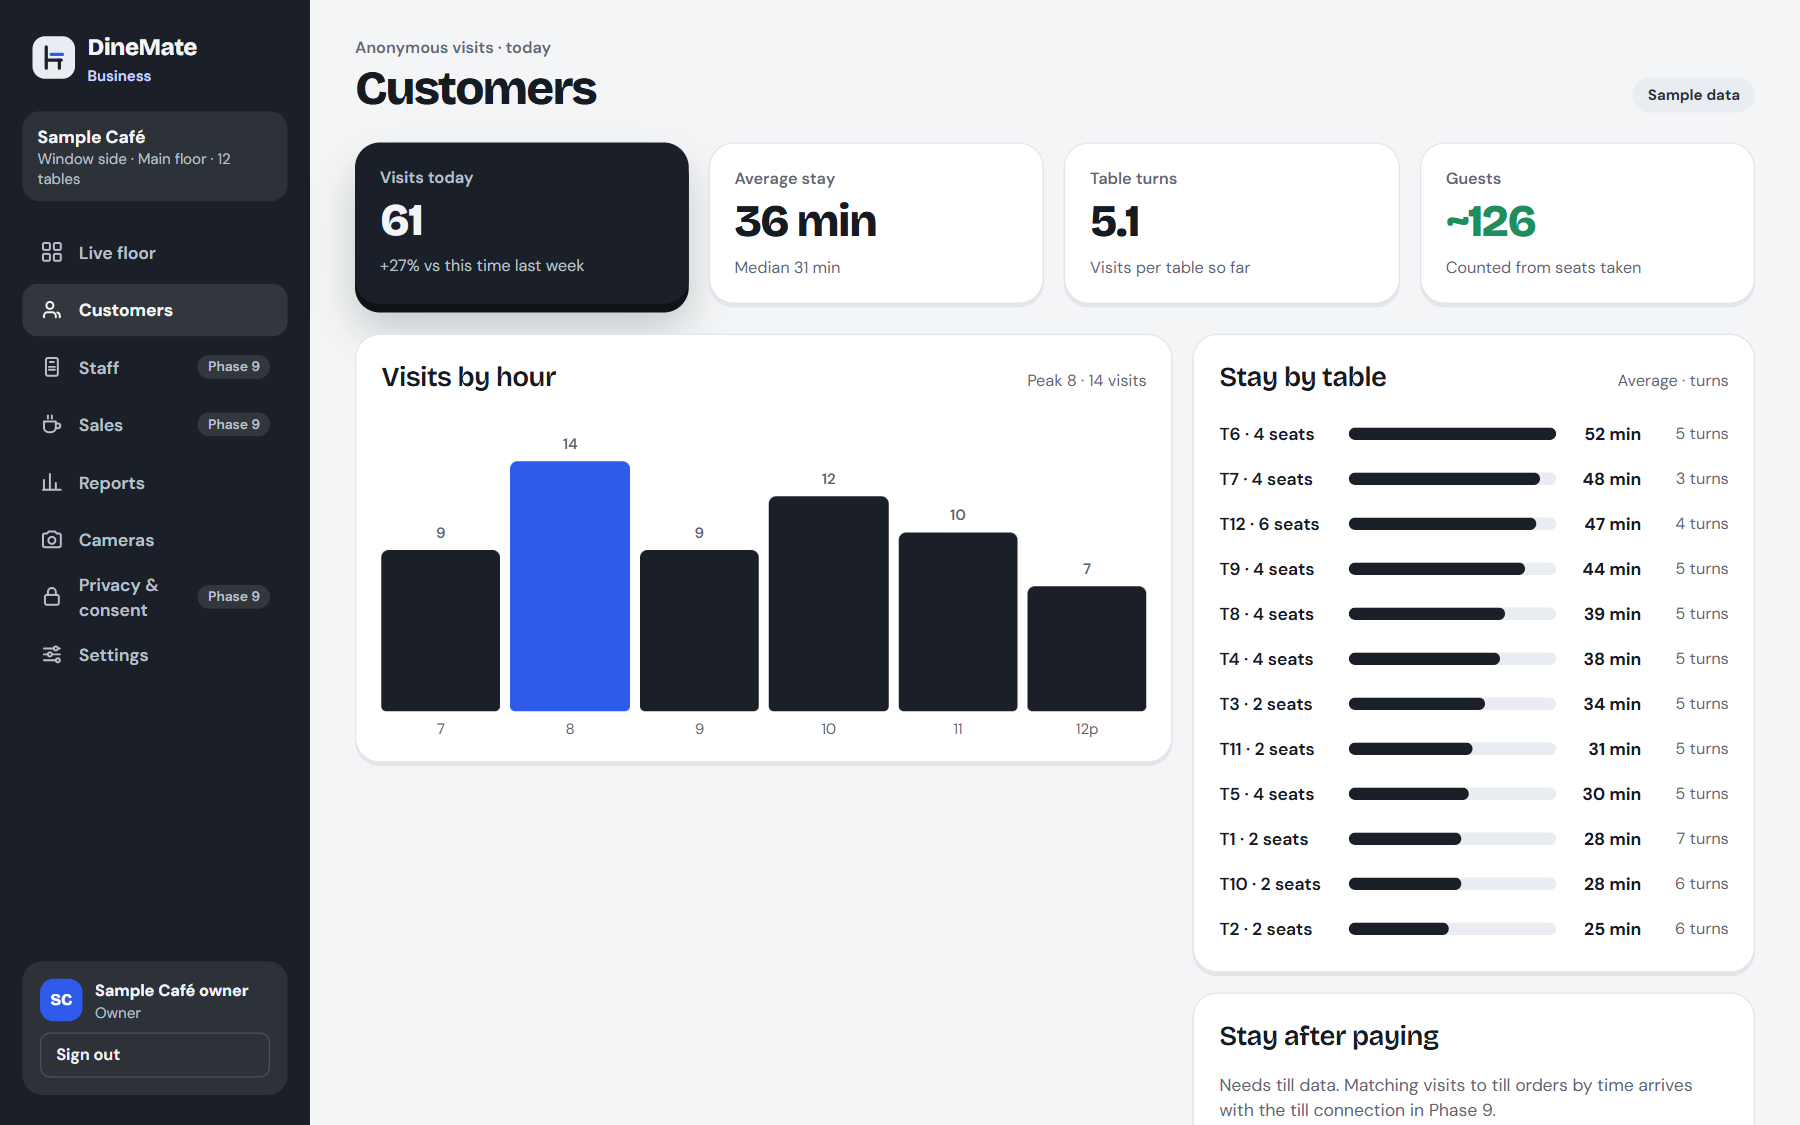 DineMate
Business
Sample Café
Window side · Main floor · 12
tables
Live floor
Customers
Staff
Phase 9
Sales
Phase 9
Reports
Cameras
Privacy &
consent
Phase 9
Settings
SC
Sample Café owner
Owner
Sign out
Anonymous visits · today
Customers
Sample data
Visits today
61
+27% vs this time last week
Average stay
36 min
Median 31 min
Table turns
5.1
Visits per table so far
Guests
~126
Counted from seats taken
Visits by hour
Peak 8 · 14 visits
9
14
9
12
10
7
7
8
9
10
11
12p
Stay by table
Average · turns
T6 · 4 seats 52 min 5 turns
T7 · 4 seats 48 min 3 turns
T12 · 6 seats 47 min 4 turns
T9 · 4 seats 44 min 5 turns
T8 · 4 seats 39 min 5 turns
T4 · 4 seats 38 min 5 turns
T3 · 2 seats 34 min 5 turns
T11 · 2 seats 31 min 5 turns
T5 · 4 seats 30 min 5 turns
T1 · 2 seats 28 min 7 turns
T10 · 2 seats 28 min 6 turns
T2 · 2 seats 25 min 6 turns
Stay after paying
Needs till data. Matching visits to till orders by time arrives
with the till connection in Phase 9.